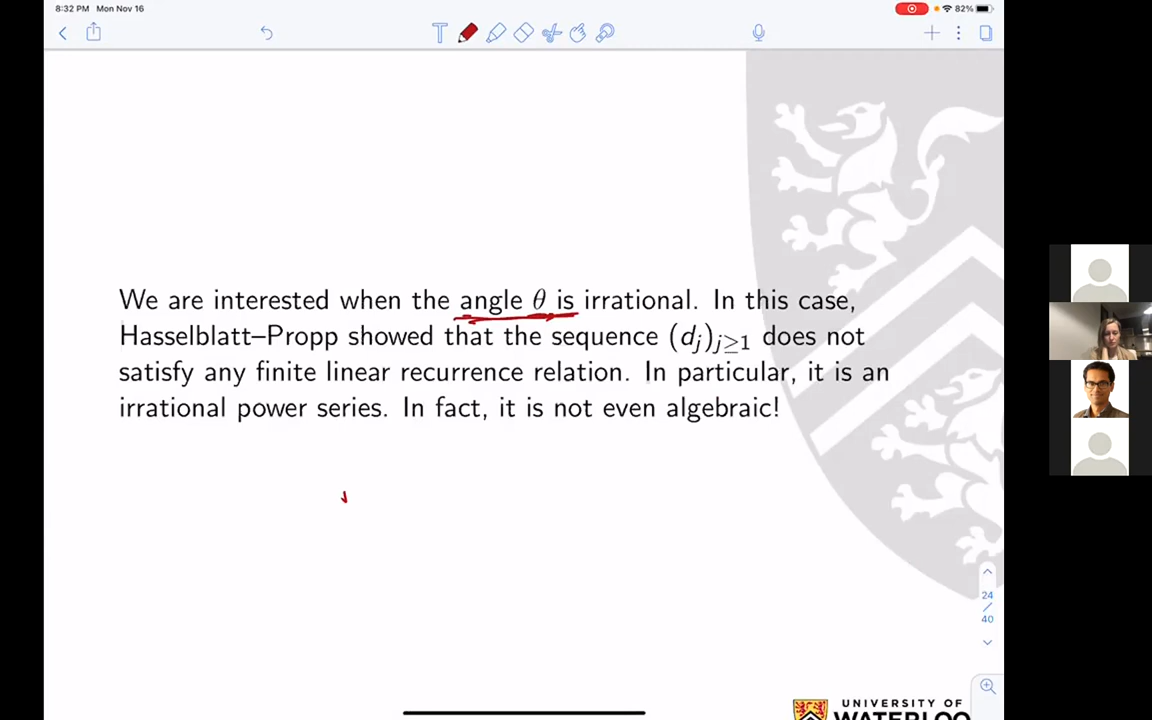 8:32 PM Mon Nov 16
82%
We are interested when the angle θ is irrational. In this case,
Hasselblatt–Propp showed that the sequence (dⱼ)ⱼ≥₁ does not
satisfy any finite linear recurrence relation. In particular, it is an
irrational power series. In fact, it is not even algebraic!
24
/
40
UNIVERSITY OF
WATERLOO